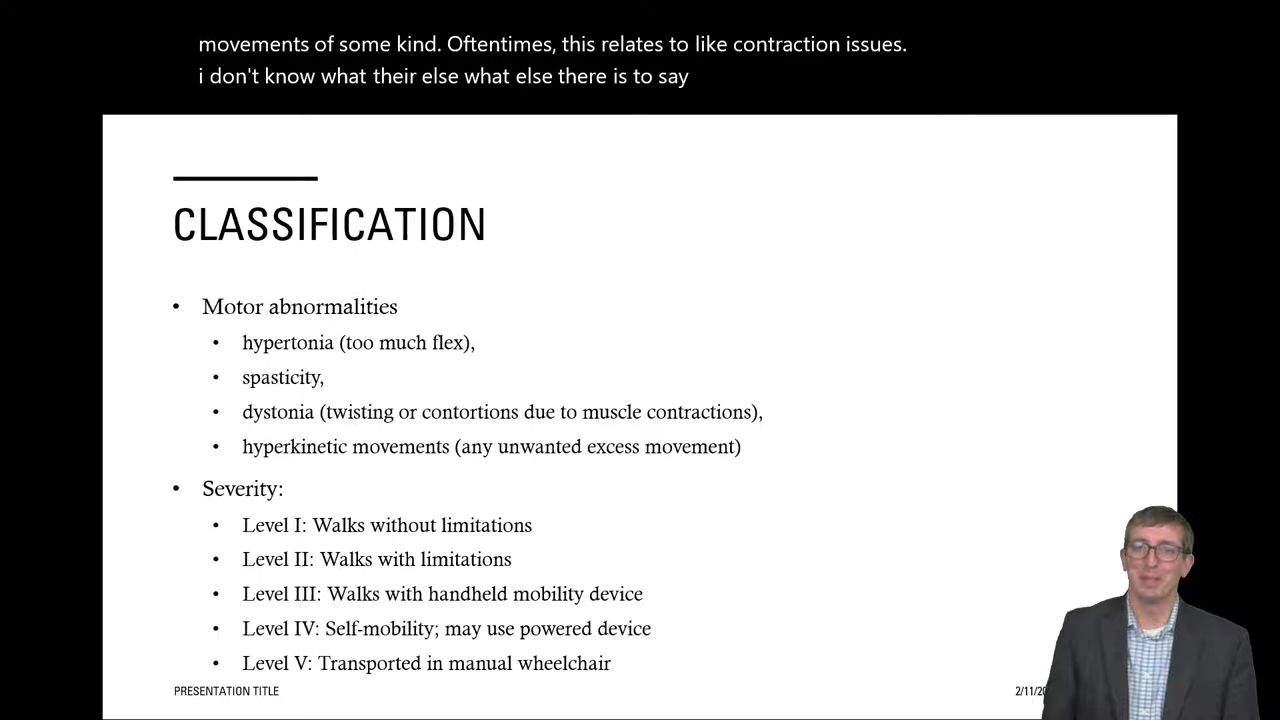 movements of some kind. Oftentimes, this relates to like contraction issues.
i don't know what their else what else there is to say
CLASSIFICATION
• Motor abnormalities
• hypertonia (too much flex),
• spasticity,
• dystonia (twisting or contortions due to muscle contractions),
• hyperkinetic movements (any unwanted excess movement)
• Severity:
• Level I: Walks without limitations
• Level II: Walks with limitations
• Level III: Walks with handheld mobility device
• Level IV: Self-mobility; may use powered device
• Level V: Transported in manual wheelchair
PRESENTATION TITLE